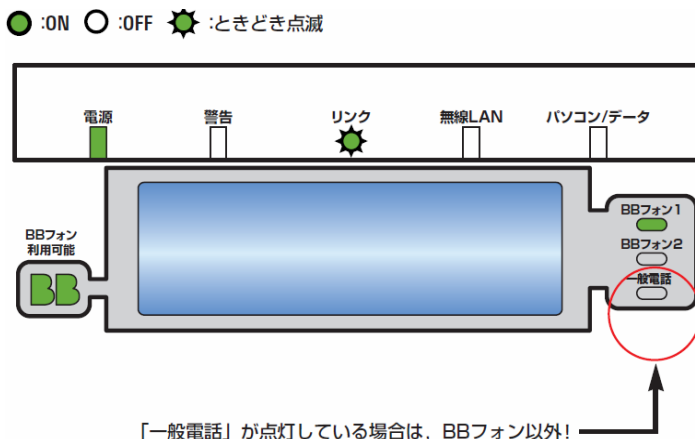 :ON :OFF :ときどき点滅
電源 警告 リンク 無線LAN パソコン/データ
BBフォン1
BBフォン2
一般電話
BBフォン
利用可能
BB
「一般電話」が点灯している場合は，BBフォン以外！